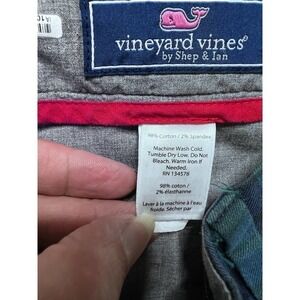 vineyard vines®
by Shep & Ian
98% Cotton / 2% Spandex
Machine Wash Cold.
Tumble Dry Low, Do Not
Bleach, Warm Iron If
Needed.
RN 134578
98% coton /
2% élasthanne
Laver à la machine à l'eau
froide. Sécher par